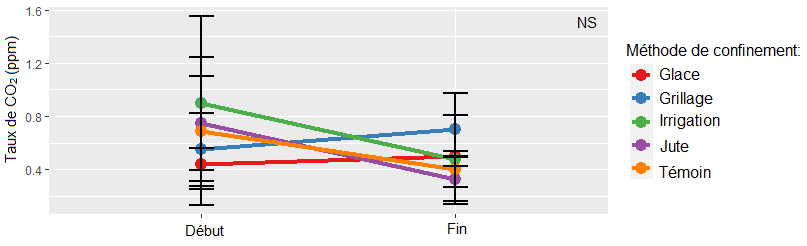 1.6
NS
1.2
0.8
0.4
Taux de CO₂ (ppm)
Début
Fin
Méthode de confinement:
Glace
Grillage
Irrigation
Jute
Témoin